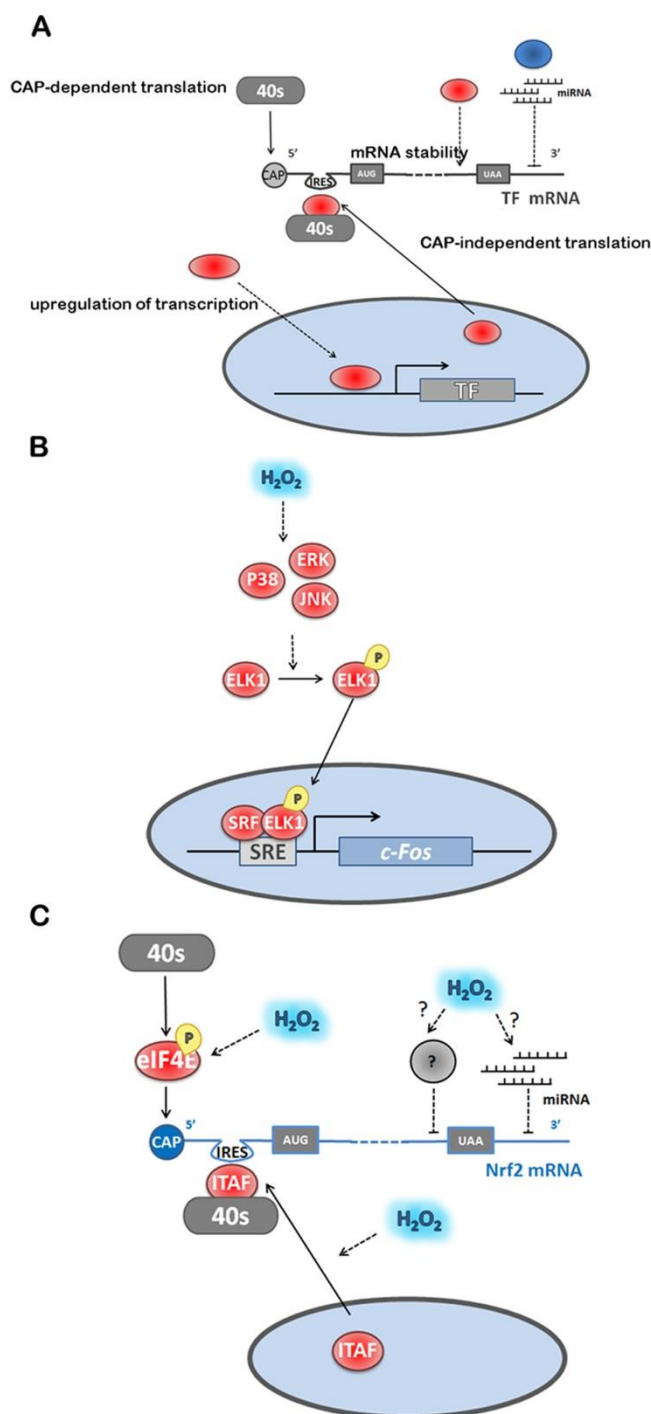 A
CAP-dependent translation
40s
miRNA
5'
mRNA stability
3'
CAP
IRES
AUG
UAA
TF mRNA
40s
CAP-independent translation
upregulation of transcription
TF
B
H₂O₂
ERK
P38
JNK
P
ELK1
ELK1
P
SRF
ELK1
SRE
c-Fos
C
40s
H₂O₂
P
eIF4E
H₂O₂
?
?
?
miRNA
5'
3'
CAP
IRES
AUG
UAA
Nrf2 mRNA
ITAF
40s
H₂O₂
ITAF